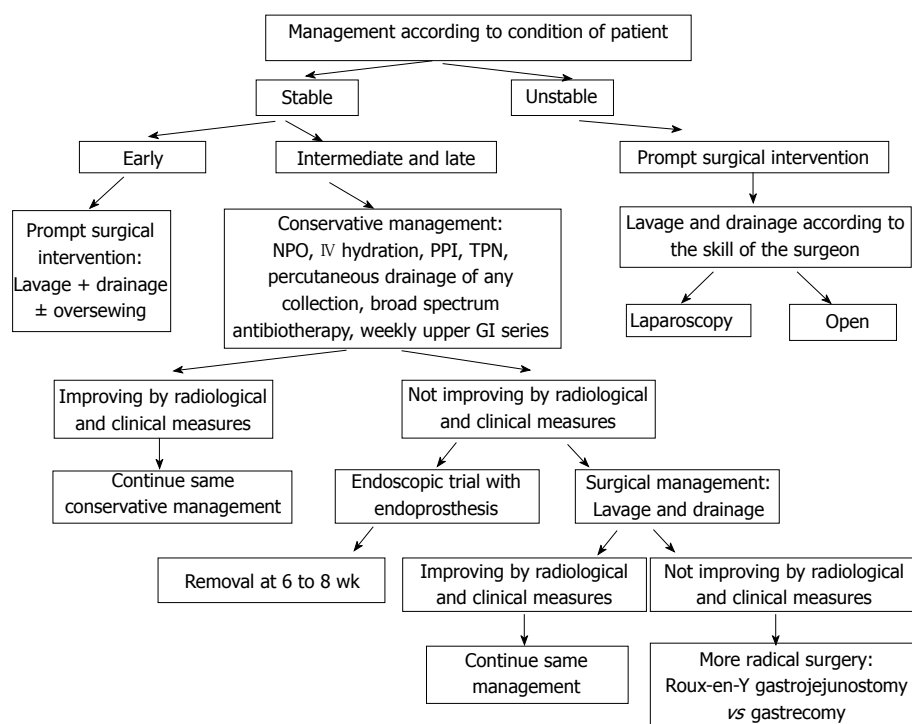 Management according to condition of patient
Stable
Unstable
Early
Intermediate and late
Prompt surgical intervention
Prompt surgical
intervention:
Lavage + drainage
± oversewing
Conservative management:
NPO, Ⅳ hydration, PPI, TPN,
percutaneous drainage of any
collection, broad spectrum
antibiotherapy, weekly upper GI series
Lavage and drainage according to
the skill of the surgeon
Laparoscopy
Open
Improving by radiological
and clinical measures
Not improving by radiological
and clinical measures
Continue same
conservative management
Endoscopic trial with
endoprosthesis
Surgical management:
Lavage and drainage
Removal at 6 to 8 wk
Improving by radiological
and clinical measures
Not improving by radiological
and clinical measures
Continue same
management
More radical surgery:
Roux-en-Y gastrojejunostomy
vs gastrecomy